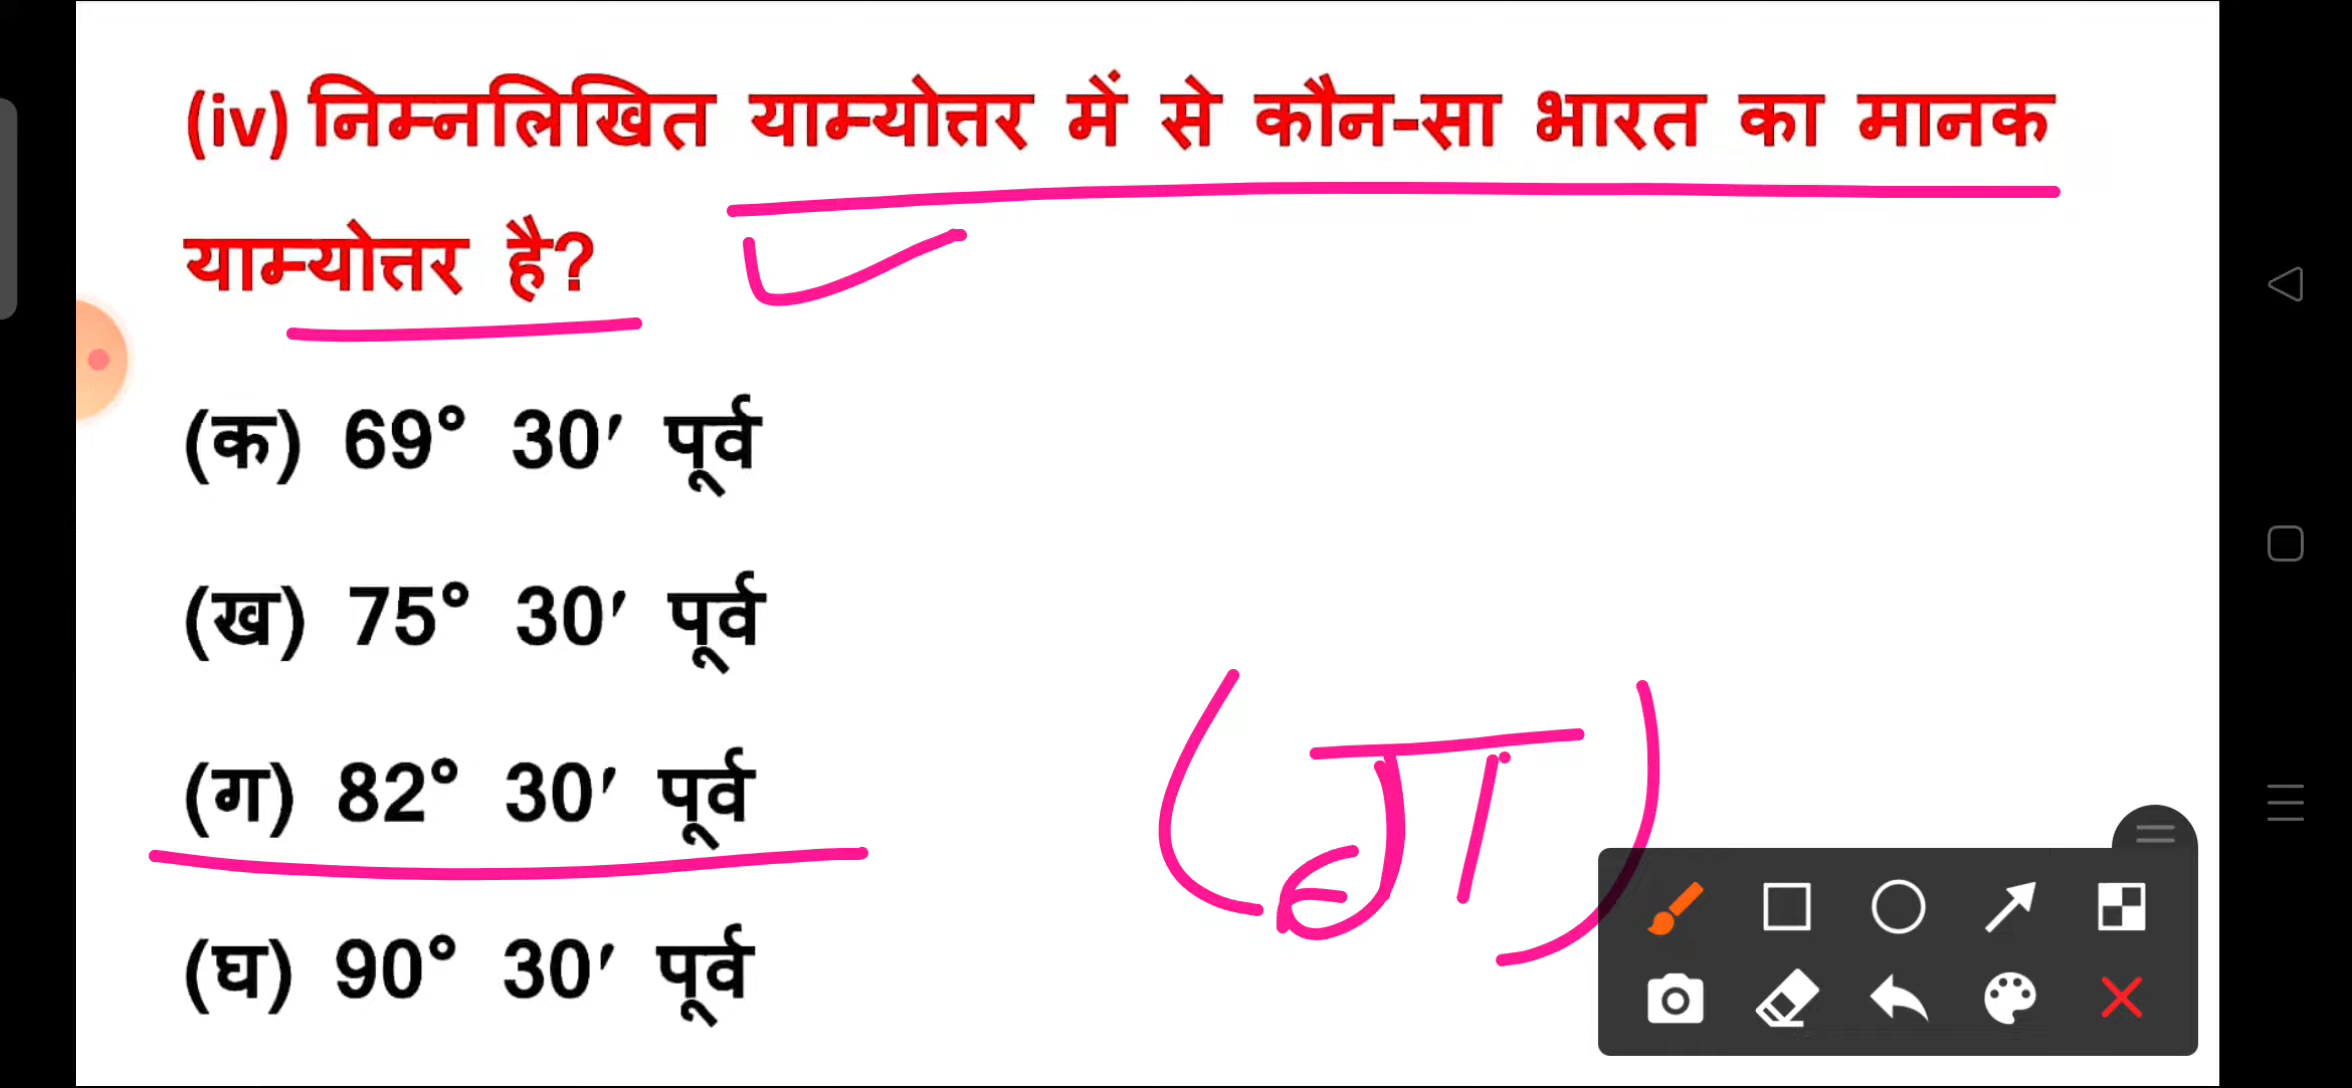 (iv) निम्नलिखित याम्योत्तर में से कौन-सा भारत का मानक
याम्योत्तर है?
(क) 69° 30′ पूर्व
(ख) 75° 30′ पूर्व
(ग) 82° 30′ पूर्व
(ग)
(घ) 90° 30′ पूर्व